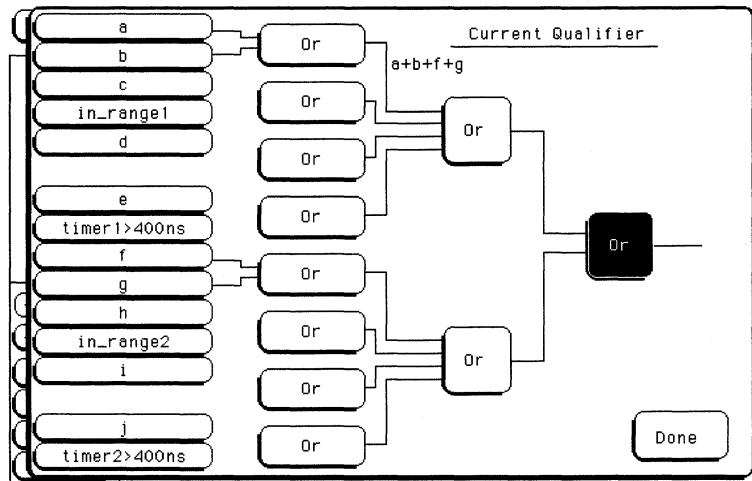 Current Qualifier
a
b
c
in_range1
d
e
timer1>400ns
f
g
h
in_range2
i
j
timer2>400ns
Or
Or
Or
Or
Or
Or
Or
Or
a+b+f+g
Or
Or
Or
Done